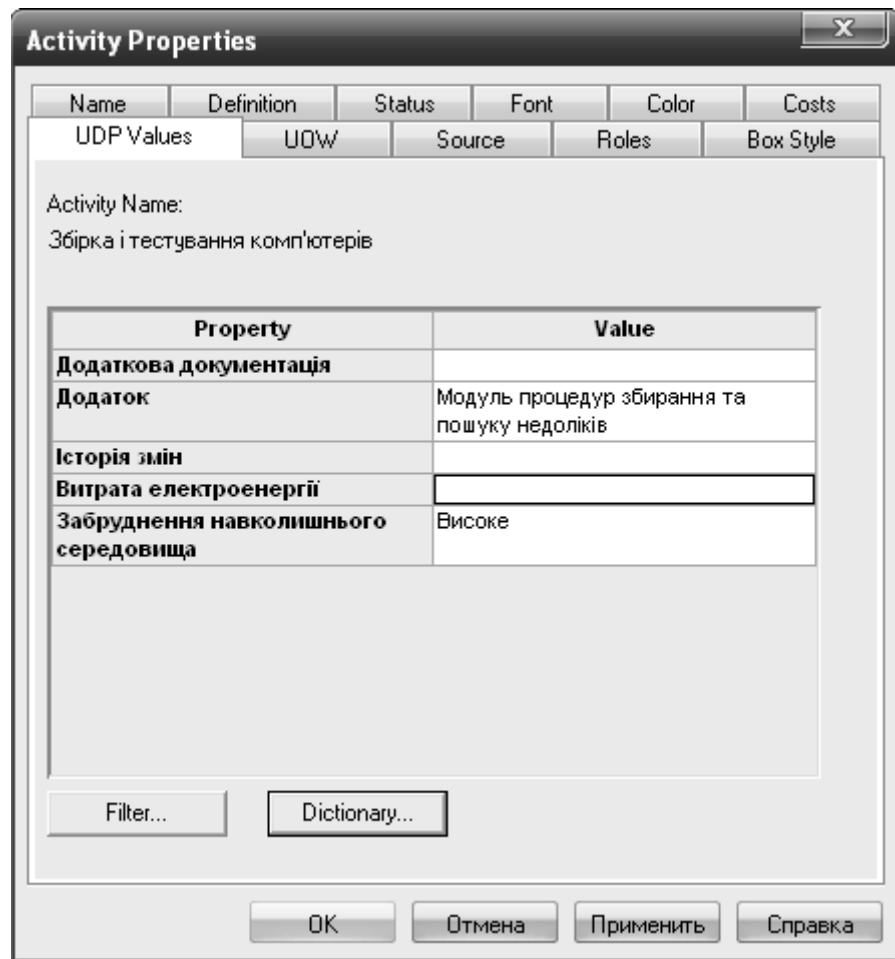 Activity Properties
Name Definition Status Font Color Costs
UDP Values UOW Source Roles Box Style
Activity Name:
Збірка і тестування комп'ютерів
Property Value
Додаткова документація
Додаток Модуль процедур збирання та
пошуку недоліків
Історія змін
Витрата електроенергії
Забруднення навколишнього Високе
середовища
Filter... Dictionary...
OK Отмена Применить Справка